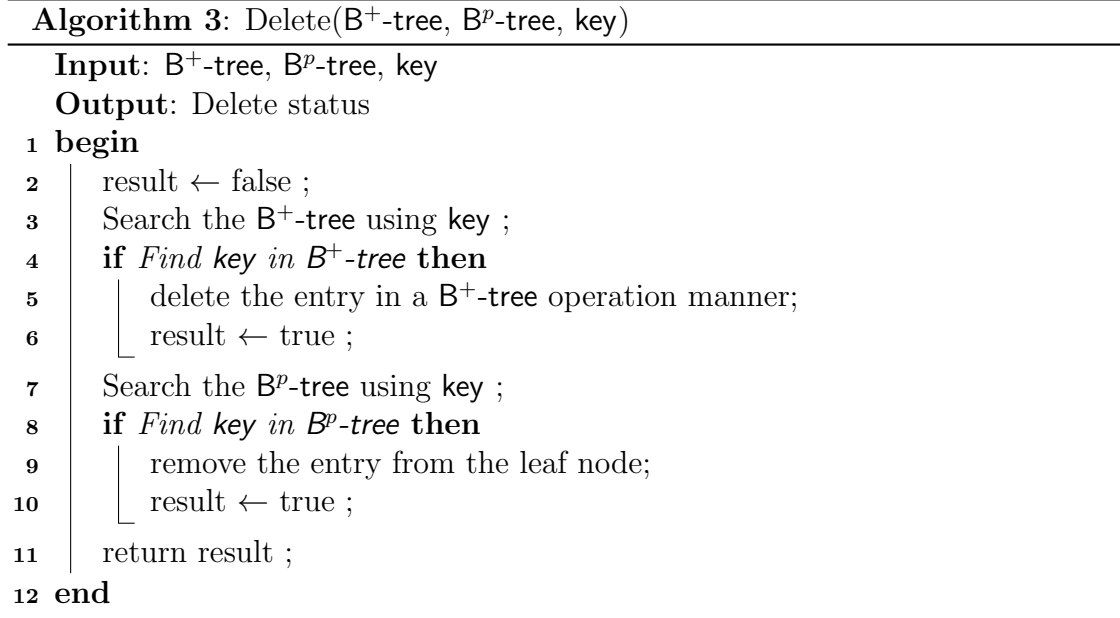 Algorithm 3: Delete(B⁺-tree, Bᵖ-tree, key)
Input: B⁺-tree, Bᵖ-tree, key
Output: Delete status
1 begin
2 result ← false ;
3 Search the B⁺-tree using key ;
4 if Find key in B⁺-tree then
5 delete the entry in a B⁺-tree operation manner;
6 result ← true ;
7 Search the Bᵖ-tree using key ;
8 if Find key in Bᵖ-tree then
9 remove the entry from the leaf node;
10 result ← true ;
11 return result ;
12 end